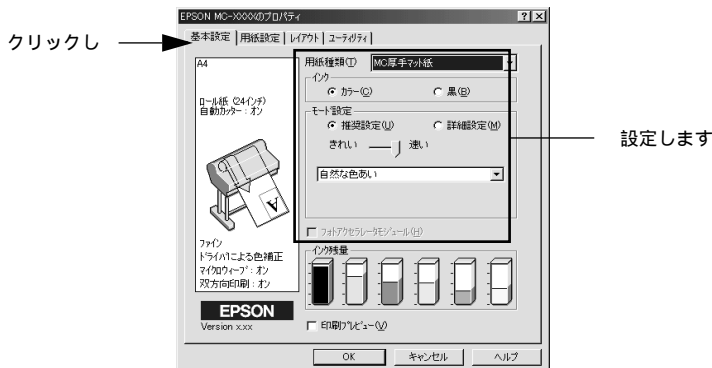 EPSON MC-XXXXのプロパティ
クリックし
基本設定 用紙設定 レイアウト ユーティリティ
A4
ロール紙 (24インチ)
自動カッター:オン
A
ファイン
ドライバによる色補正
マイクロウィーブ:オン
双方向印刷:オン
EPSON
Version x.xx
用紙種類(T) MC厚手マット紙
インク
カラー(C) 黒(B)
モード設定
推奨設定(U) 詳細設定(M)
きれい 速い
自然な色あい
フォトアクセラレータモジュール(H)
インク残量
印刷プレビュー(V)
設定します
OK キャンセル ヘルプ